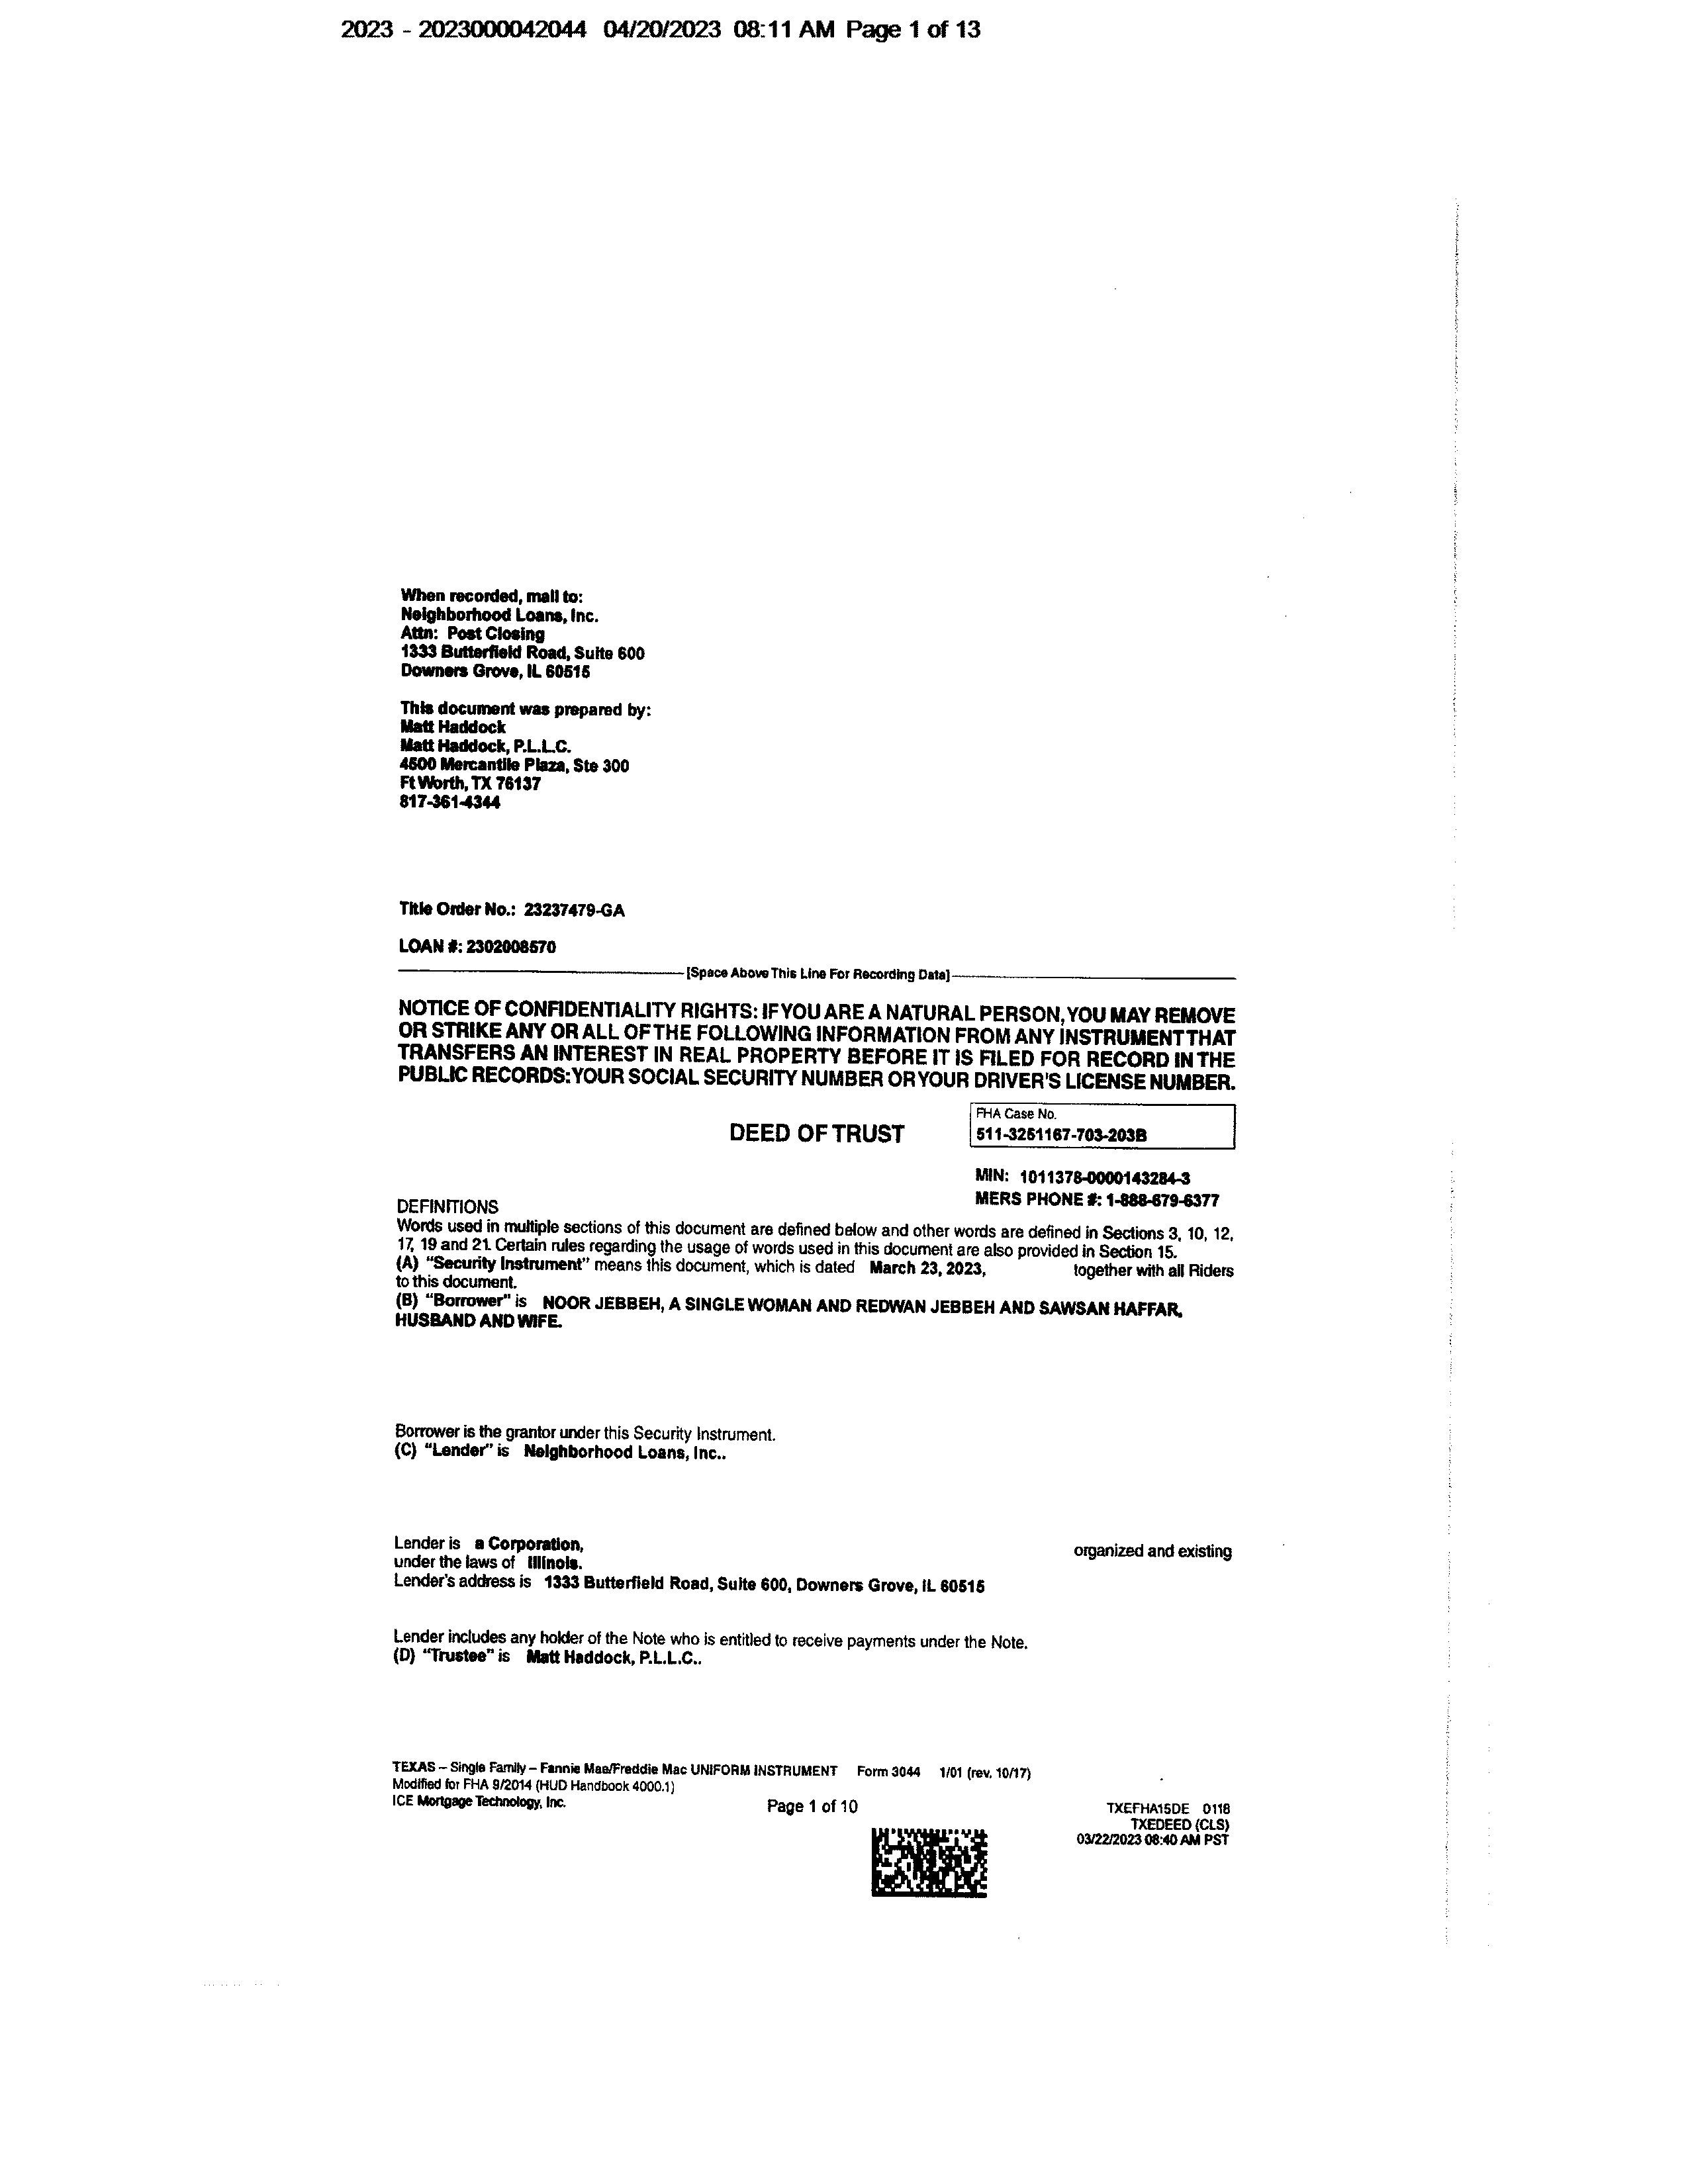 2023 - 2023000042044 04/20/2023 08:11 AM Page 1 of 13
When recorded, mail to:
Neighborhood Loans, Inc.
Attn: Post Closing
1333 Butterfield Road, Suite 600
Downers Grove, IL 60515
This document was prepared by:
Matt Haddock
Matt Haddock, P.L.L.C.
4500 Mercantile Plaza, Ste 300
Ft Worth, TX 76137
817-361-4344
Title Order No.: 23237479-GA
LOAN #: 2302008570
[Space Above This Line For Recording Data]
NOTICE OF CONFIDENTIALITY RIGHTS: IF YOU ARE A NATURAL PERSON, YOU MAY REMOVE
OR STRIKE ANY OR ALL OF THE FOLLOWING INFORMATION FROM ANY INSTRUMENT THAT
TRANSFERS AN INTEREST IN REAL PROPERTY BEFORE IT IS FILED FOR RECORD IN THE
PUBLIC RECORDS: YOUR SOCIAL SECURITY NUMBER OR YOUR DRIVER'S LICENSE NUMBER.
FHA Case No.
DEED OF TRUST 511-3251167-703-203B
MIN: 1011378-0000143284-3
MERS PHONE #: 1-888-679-6377
DEFINITIONS
Words used in multiple sections of this document are defined below and other words are defined in Sections 3, 10, 12,
17, 19 and 21. Certain rules regarding the usage of words used in this document are also provided in Section 15.
(A) “Security Instrument” means this document, which is dated March 23, 2023, together with all Riders
to this document.
(B) “Borrower” is NOOR JEBBEH, A SINGLE WOMAN AND REDWAN JEBBEH AND SAWSAN HAFFAR,
HUSBAND AND WIFE.
Borrower is the grantor under this Security Instrument.
(C) “Lender” is Neighborhood Loans, Inc..
Lender is a Corporation, organized and existing
under the laws of Illinois.
Lender's address is 1333 Butterfield Road, Suite 600, Downers Grove, IL 60515
Lender includes any holder of the Note who is entitled to receive payments under the Note.
(D) “Trustee” is Matt Haddock, P.L.L.C..
TEXAS – Single Family – Fannie Mae/Freddie Mac UNIFORM INSTRUMENT Form 3044 1/01 (rev. 10/17)
Modified for FHA 9/2014 (HUD Handbook 4000.1)
ICE Mortgage Technology, Inc. Page 1 of 10 TXEFHA15DE 0118
TXEDEED (CLS)
03/22/2023 08:40 AM PST